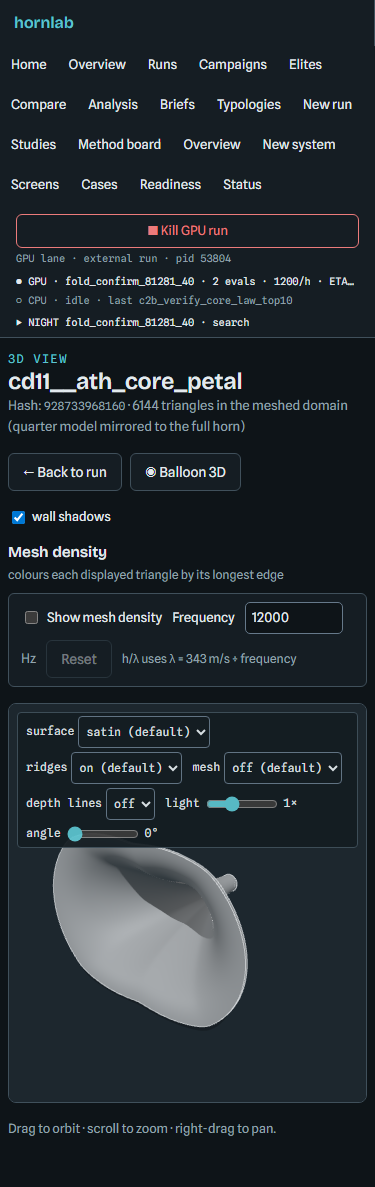 hornlab
Home Overview Runs Campaigns Elites
Compare Analysis Briefs Typologies New run
Studies Method board Overview New system
Screens Cases Readiness Status
Kill GPU run
GPU lane · external run · pid 53804
● GPU · fold_confirm_81281_40 · 2 evals · 1200/h · ETA…
○ CPU · idle · last c2b_verify_core_law_top10
▶ NIGHT fold_confirm_81281_40 · search
3D VIEW
cd11__ath_core_petal
Hash: 928733968160 · 6144 triangles in the meshed domain
(quarter model mirrored to the full horn)
← Back to run ◉ Balloon 3D
wall shadows
Mesh density
colours each displayed triangle by its longest edge
Show mesh density Frequency 12000
Hz Reset h/λ uses λ = 343 m/s ÷ frequency
surface satin (default)
ridges on (default) mesh off (default)
depth lines off light 1×
angle 0°
Drag to orbit · scroll to zoom · right-drag to pan.